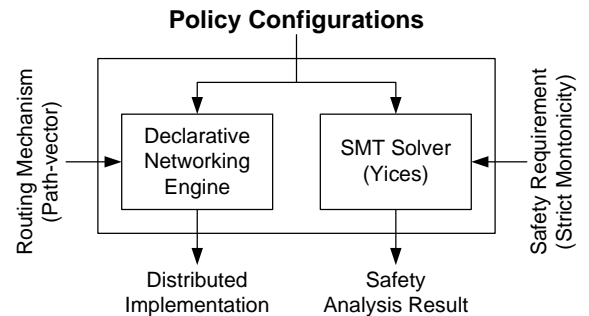 Policy Configurations
Routing Mechanism
(Path-vector)
Declarative
Networking
Engine
SMT Solver
(Yices)
Safety Requirement
(Strict Montonicity)
Distributed
Implementation
Safety
Analysis Result